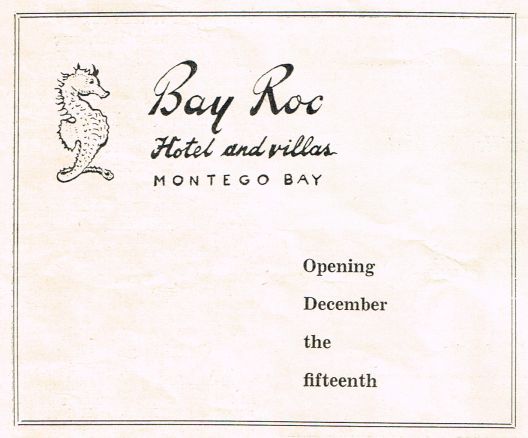 Bay Roc
Hotel and villas
MONTEGO BAY
Opening
December
the
fifteenth